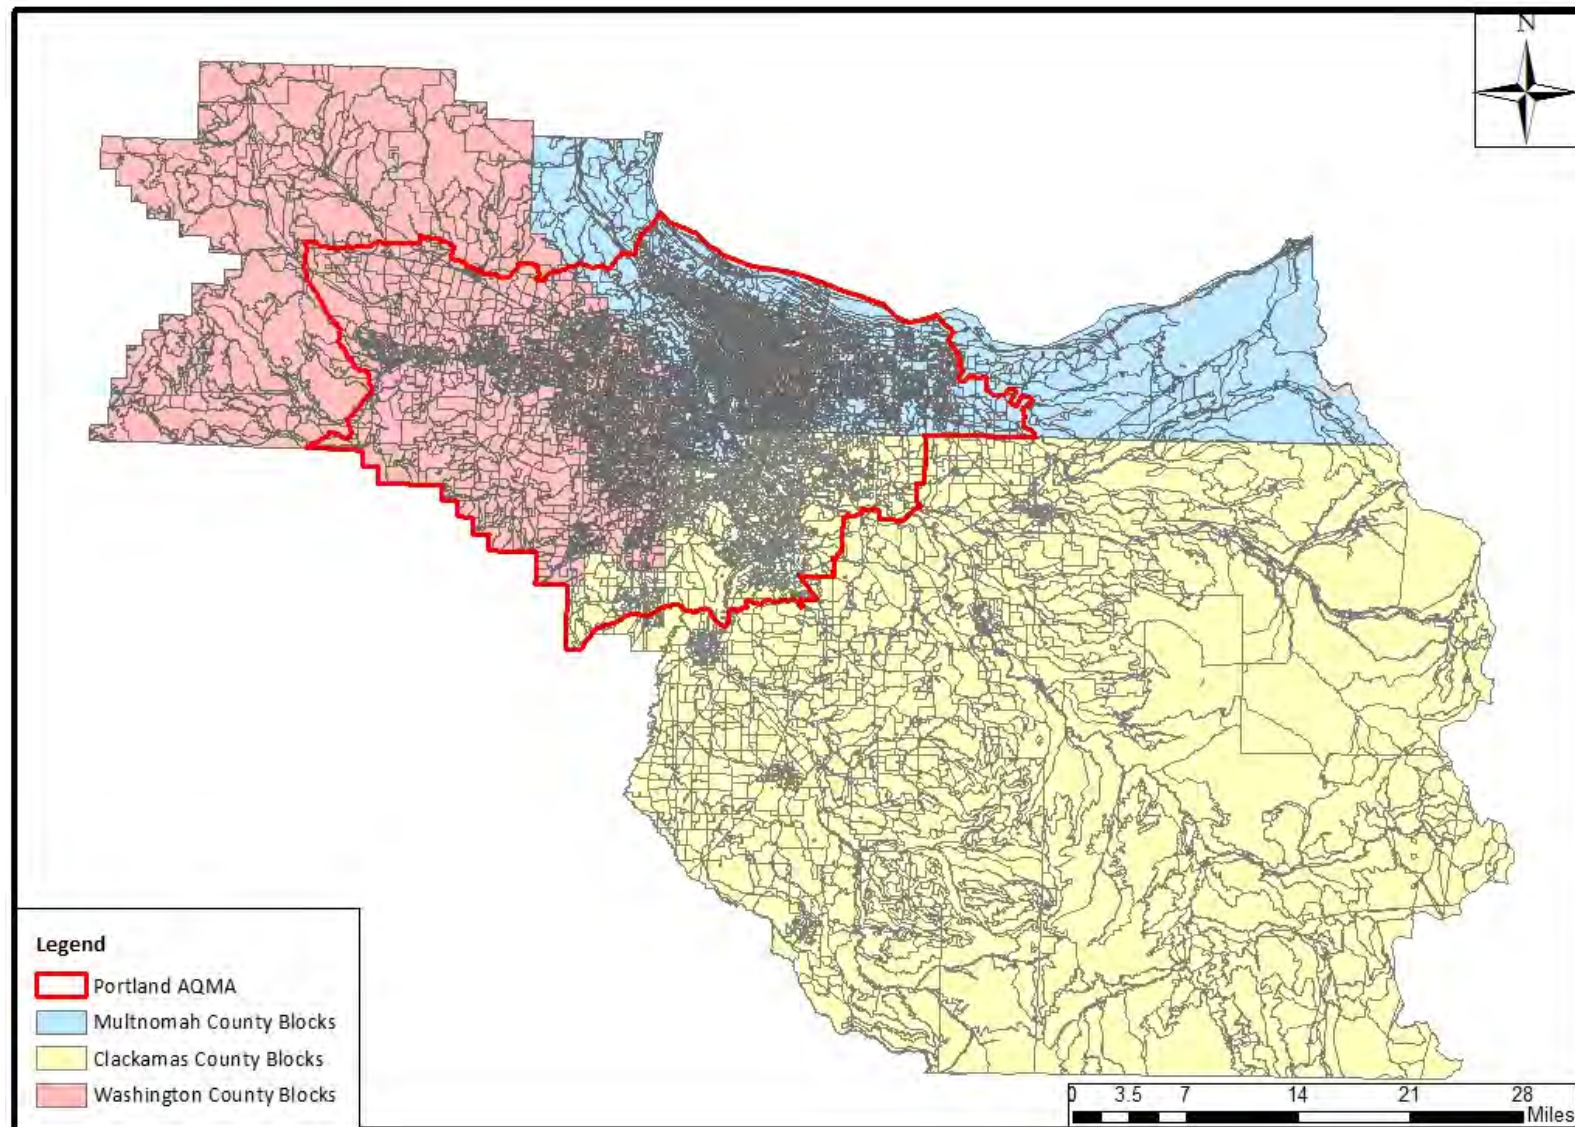 N
Legend
Portland AQMA
Multnomah County Blocks
Clackamas County Blocks
Washington County Blocks
0 3.5 7 14 21 28
Miles